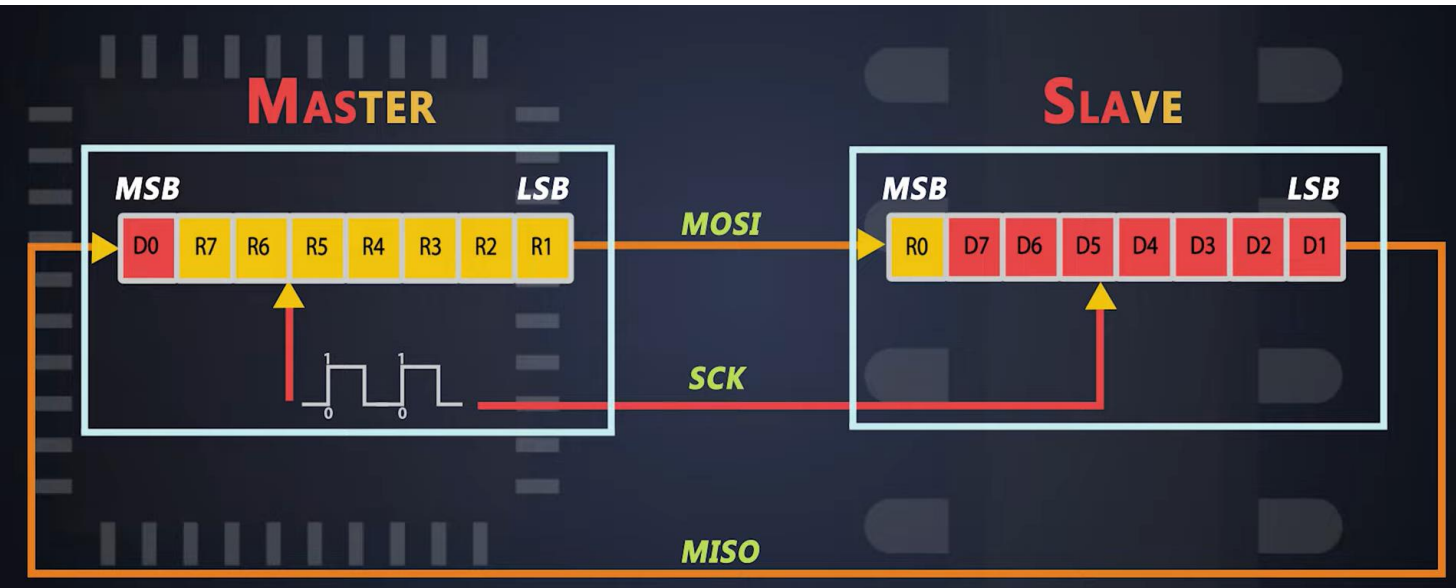 MASTER
SLAVE
MSB LSB
MOSI
MSB LSB
D0 R7 R6 R5 R4 R3 R2 R1
R0 D7 D6 D5 D4 D3 D2 D1
1 1
0 0
SCK
MISO